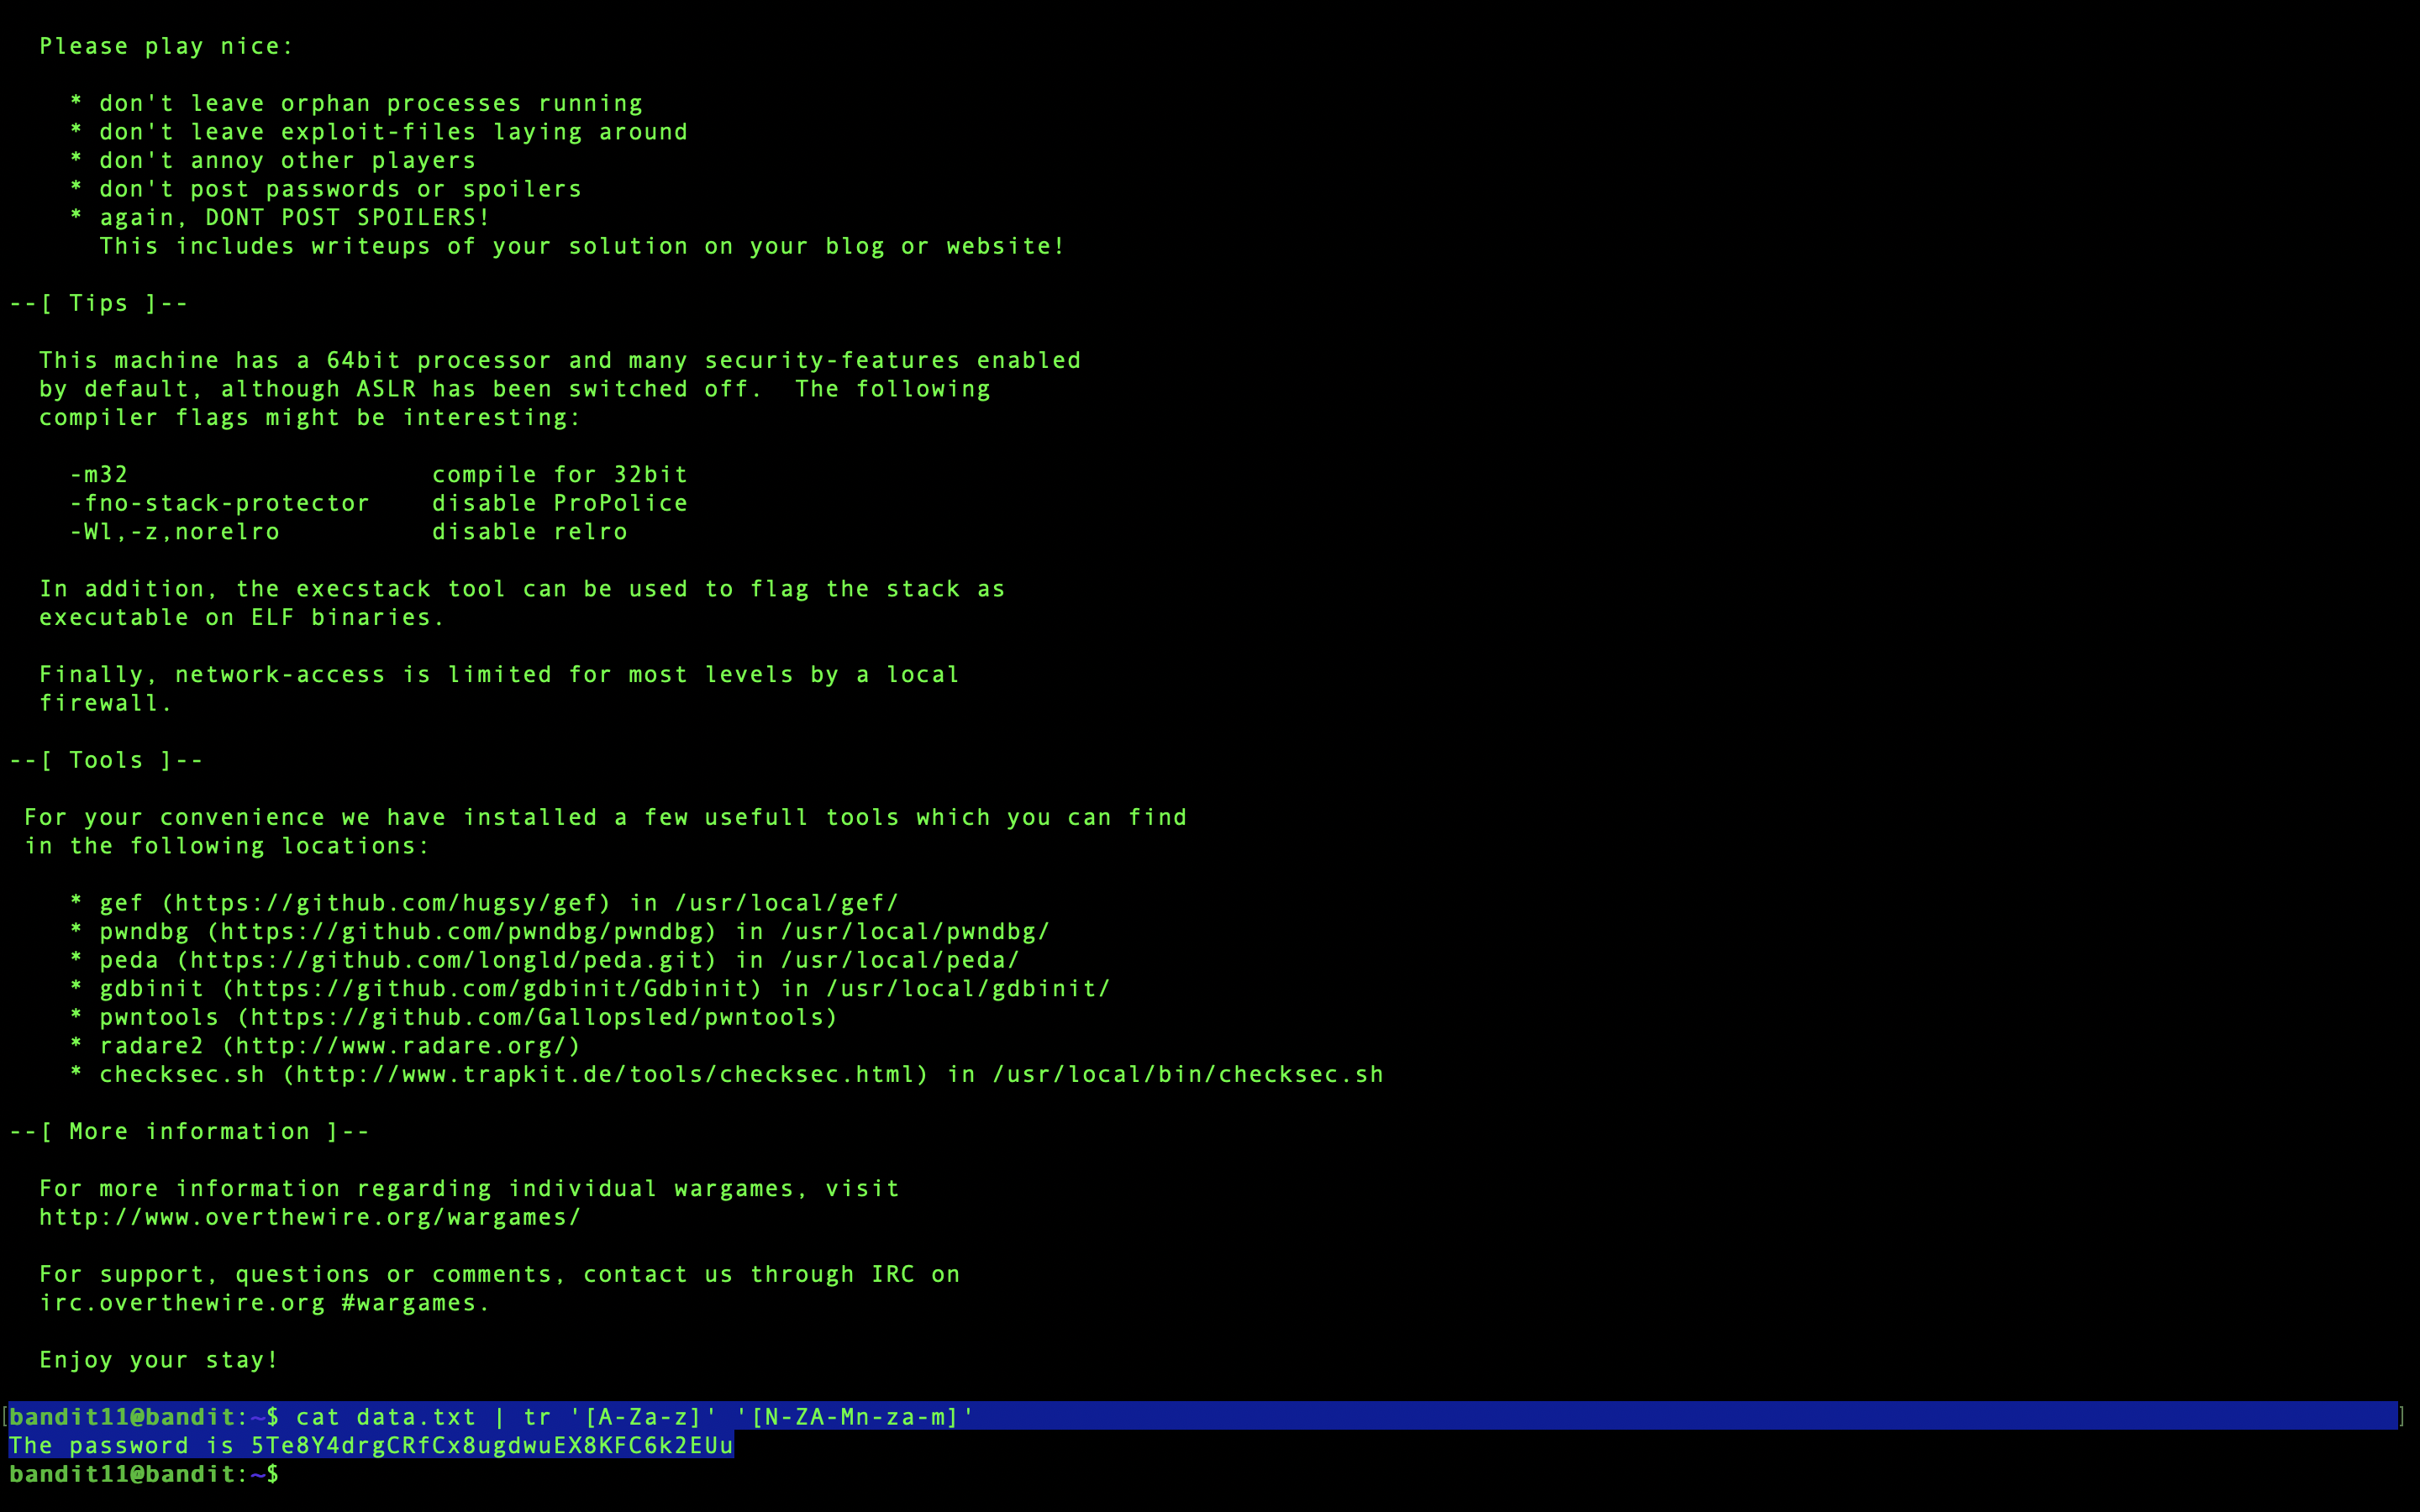 Please play nice:
* don't leave orphan processes running
* don't leave exploit-files laying around
* don't annoy other players
* don't post passwords or spoilers
* again, DONT POST SPOILERS!
This includes writeups of your solution on your blog or website!
--[ Tips ]--
This machine has a 64bit processor and many security-features enabled
by default, although ASLR has been switched off.  The following
compiler flags might be interesting:
-m32                    compile for 32bit
-fno-stack-protector    disable ProPolice
-Wl,-z,norelro          disable relro
In addition, the execstack tool can be used to flag the stack as
executable on ELF binaries.
Finally, network-access is limited for most levels by a local
firewall.
--[ Tools ]--
For your convenience we have installed a few usefull tools which you can find
in the following locations:
* gef (https://github.com/hugsy/gef) in /usr/local/gef/
* pwndbg (https://github.com/pwndbg/pwndbg) in /usr/local/pwndbg/
* peda (https://github.com/longld/peda.git) in /usr/local/peda/
* gdbinit (https://github.com/gdbinit/Gdbinit) in /usr/local/gdbinit/
* pwntools (https://github.com/Gallopsled/pwntools)
* radare2 (http://www.radare.org/)
* checksec.sh (http://www.trapkit.de/tools/checksec.html) in /usr/local/bin/checksec.sh
--[ More information ]--
For more information regarding individual wargames, visit
http://www.overthewire.org/wargames/
For support, questions or comments, contact us through IRC on
irc.overthewire.org #wargames.
Enjoy your stay!
[bandit11@bandit:~$ cat data.txt | tr '[A-Za-z]' '[N-ZA-Mn-za-m]' ]
The password is 5Te8Y4drgCRfCx8ugdwuEX8KFC6k2EUu
bandit11@bandit:~$